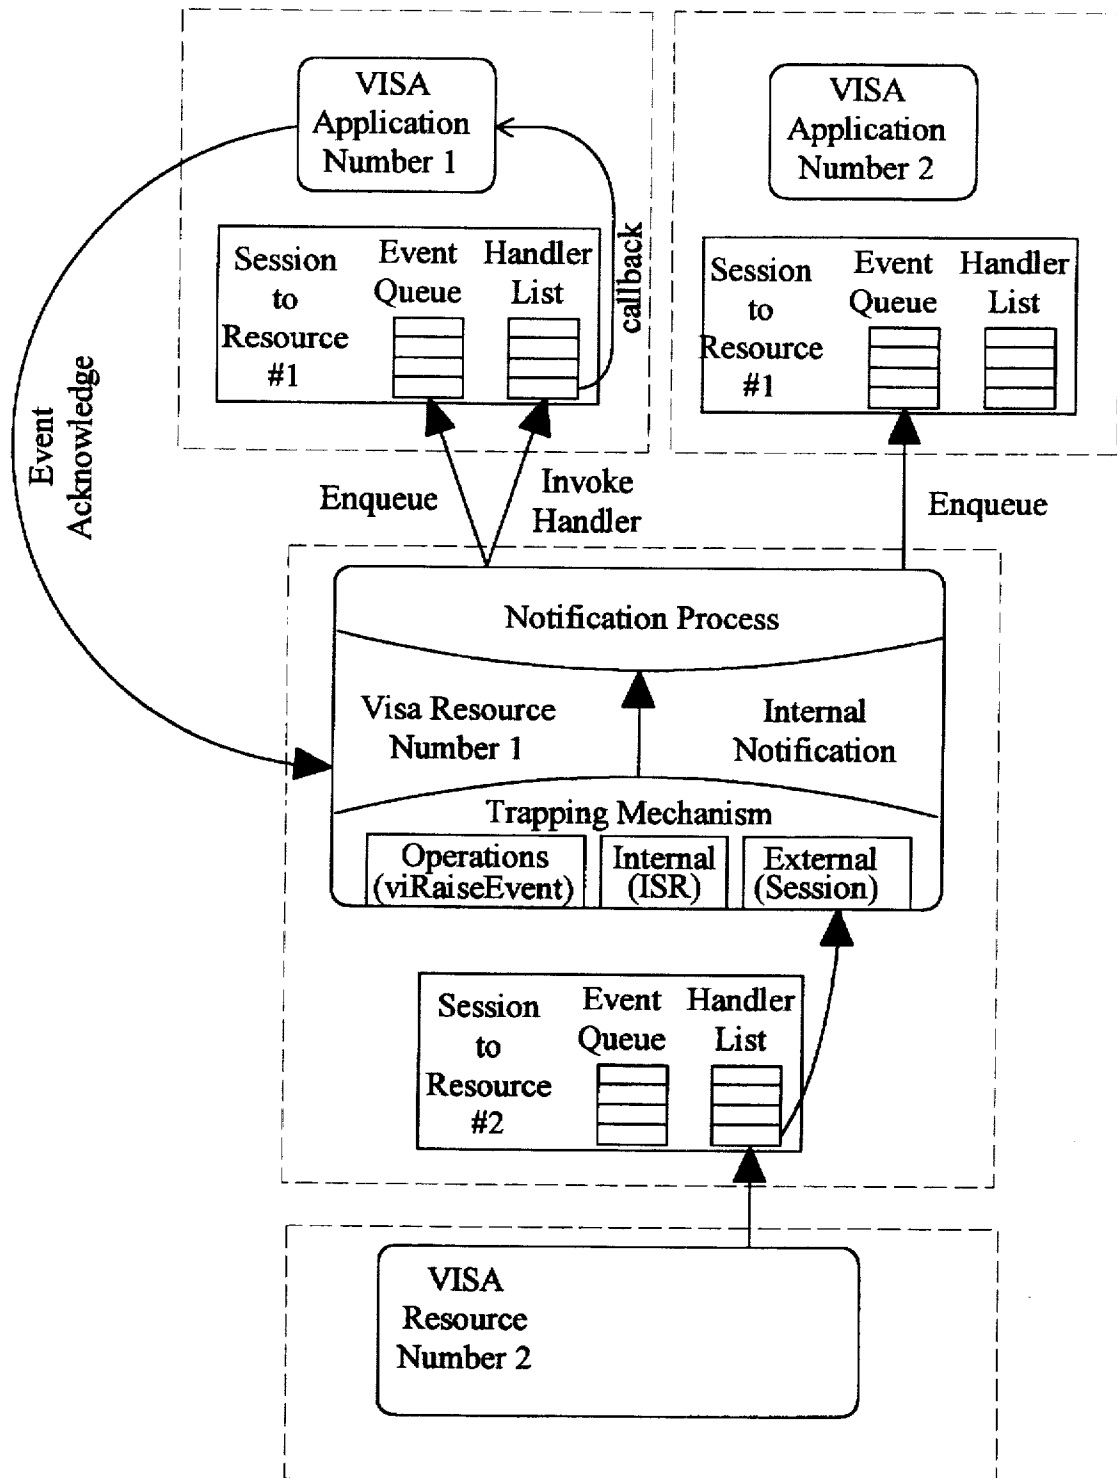 VISA
Application
Number 1
VISA
Application
Number 2
Session
to
Resource
#1
Event
Queue
Handler
List
callback
Session
to
Resource
#1
Event
Queue
Handler
List
Event
Acknowledge
Enqueue
Invoke
Handler
Enqueue
Notification Process
Visa Resource
Number 1
Internal
Notification
Trapping Mechanism
Operations
(viRaiseEvent)
Internal
(ISR)
External
(Session)
Session
to
Resource
#2
Event
Queue
Handler
List
VISA
Resource
Number 2